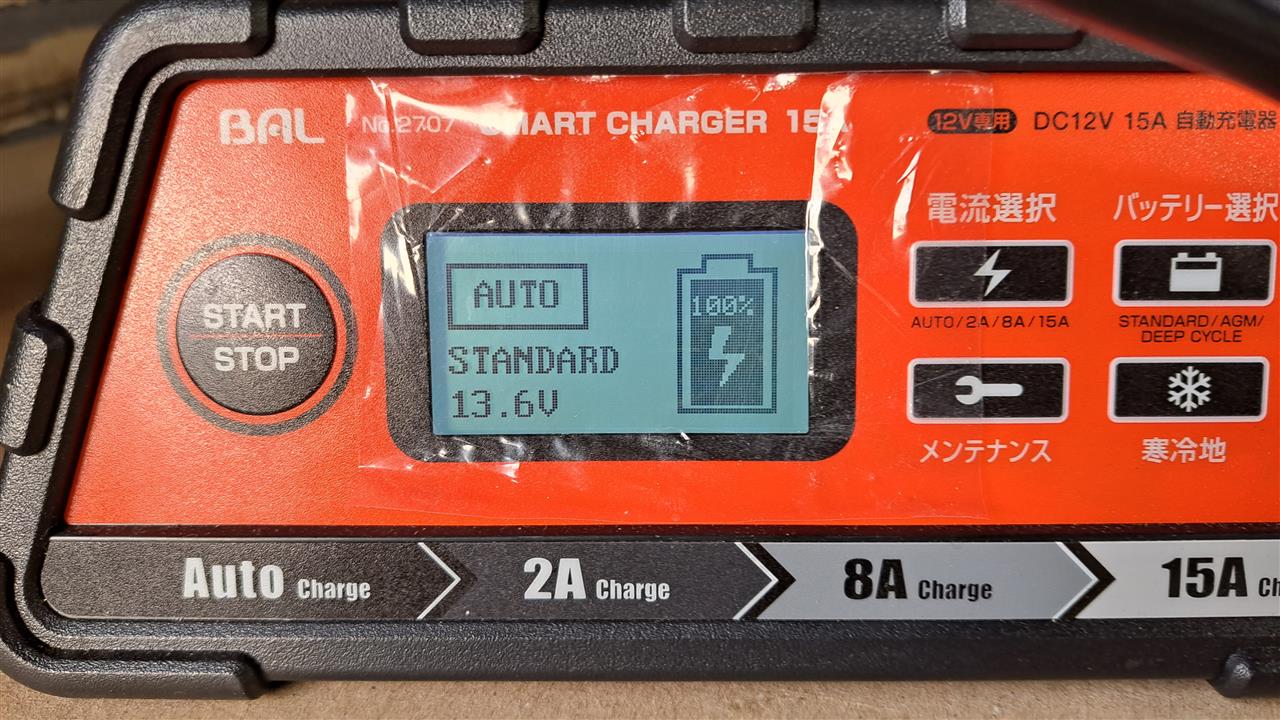 BAL
No.2707 SMART CHARGER 15A
12V専用 DC12V 15A 自動充電器
START
STOP
AUTO
STANDARD
13.6V
100%
電流選択
AUTO/2A/8A/15A
メンテナンス
バッテリー選択
STANDARD/AGM/
DEEP CYCLE
寒冷地
Auto Charge
2A Charge
8A Charge
15A